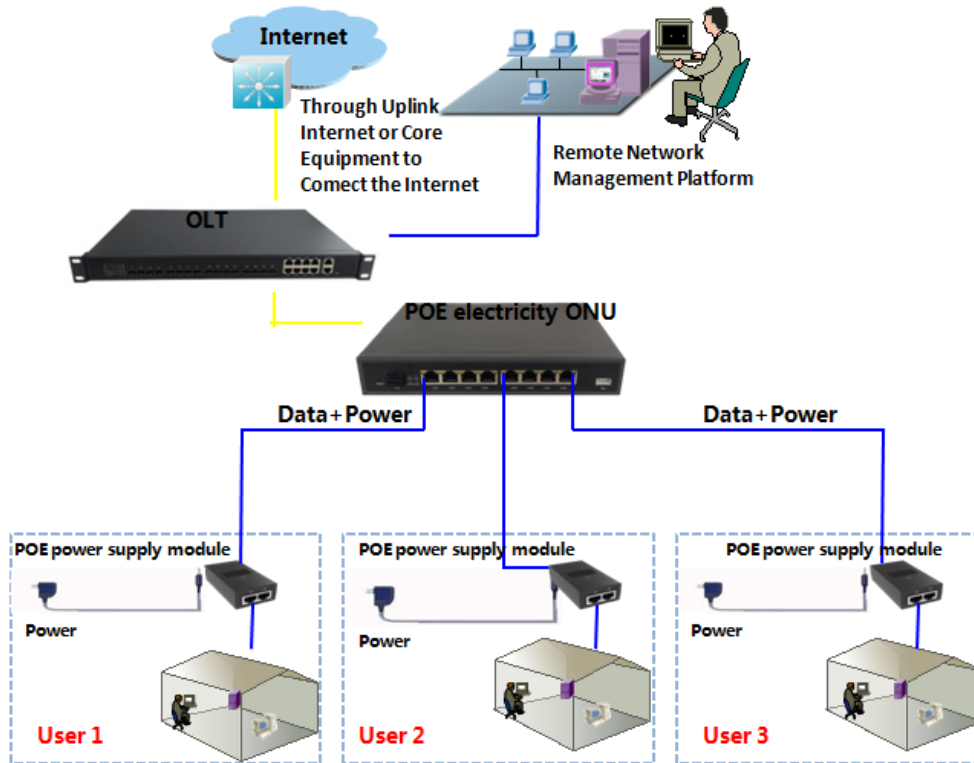 Internet
Through Uplink
Internet or Core
Equipment to
Comect the Internet
Remote Network
Management Platform
OLT
POE electricity ONU
Data+Power
Data+Power
POE power supply module
Power
User 1
POE power supply module
Power
User 2
POE power supply module
Power
User 3